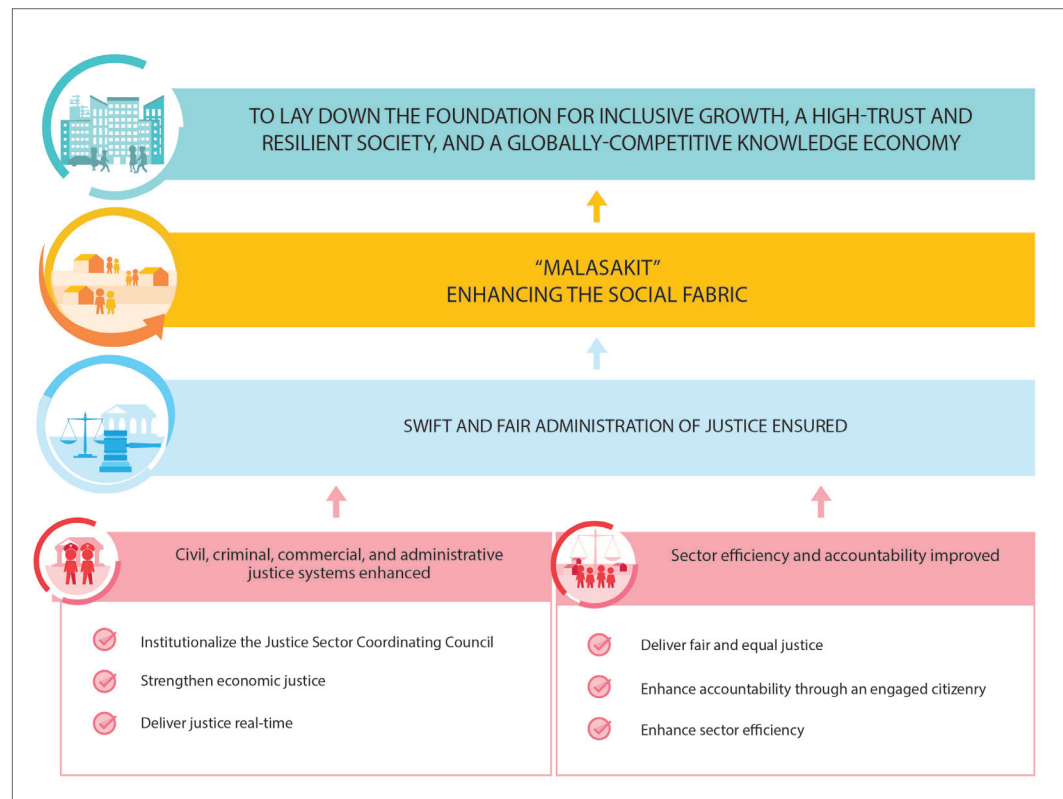 TO LAY DOWN THE FOUNDATION FOR INCLUSIVE GROWTH, A HIGH-TRUST AND
RESILIENT SOCIETY, AND A GLOBALLY-COMPETITIVE KNOWLEDGE ECONOMY
“MALASAKIT”
ENHANCING THE SOCIAL FABRIC
SWIFT AND FAIR ADMINISTRATION OF JUSTICE ENSURED
Civil, criminal, commercial, and administrative
justice systems enhanced
Institutionalize the Justice Sector Coordinating Council
Strengthen economic justice
Deliver justice real-time
Sector efficiency and accountability improved
Deliver fair and equal justice
Enhance accountability through an engaged citizenry
Enhance sector efficiency